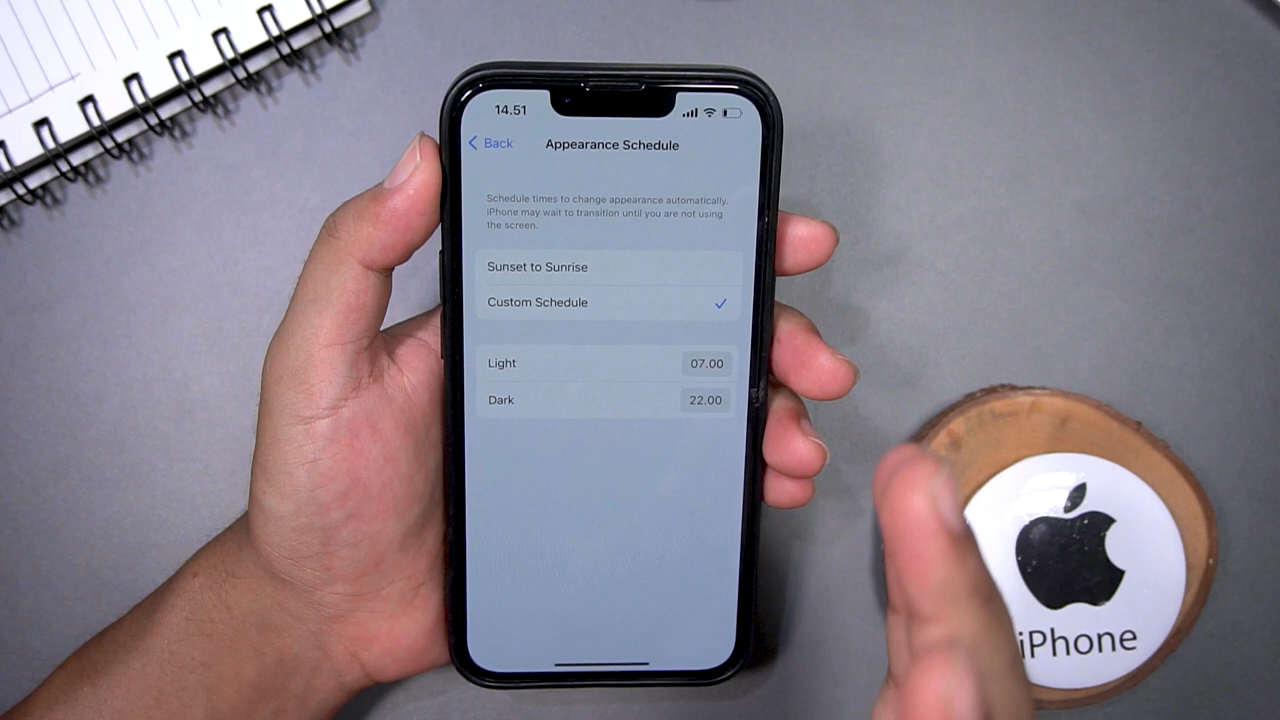 14.51
Back
Appearance Schedule
Schedule times to change appearance automatically.
iPhone may wait to transition until you are not using
the screen.
Sunset to Sunrise
Custom Schedule
Light 07.00
Dark 22.00
iPhone